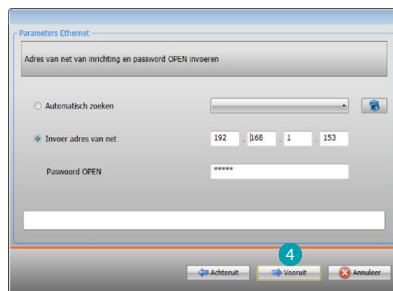 Parameters Ethernet
Adres van net van inrichting en password OPEN invoeren
Automatisch zoeken
Invoer adres van net 192 . 168 . 1 . 153
Paswoord OPEN *****
4
Achteruit Vooruit Annuleer